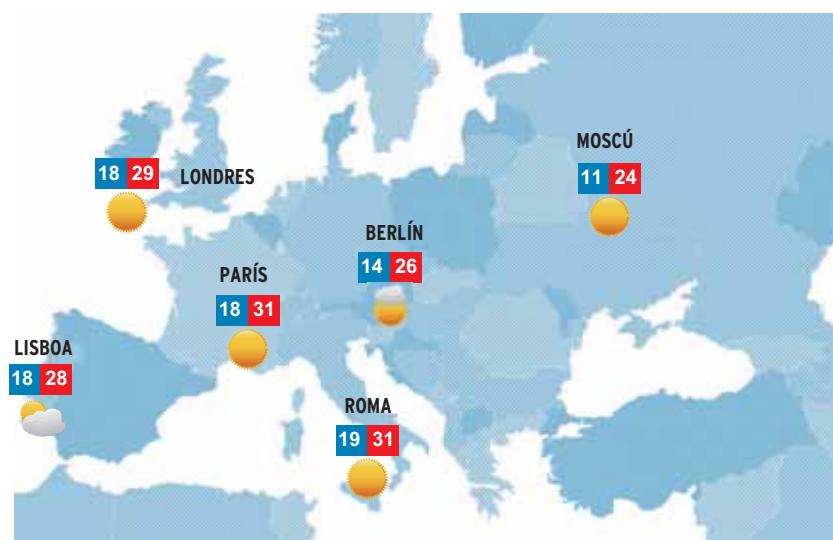 MOSCÚ
11 24
18 29 LONDRES
BERLÍN
14 26
PARÍS
18 31
LISBOA
18 28
ROMA
19 31